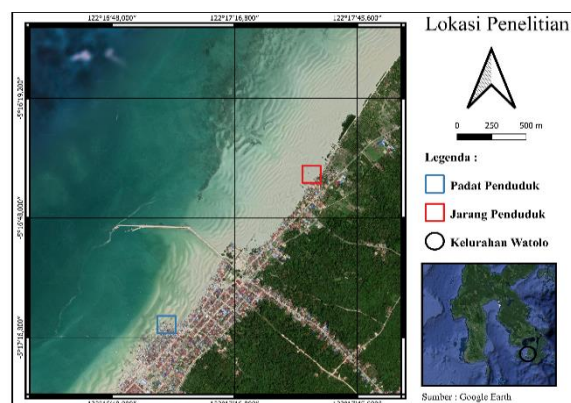 Lokasi Penelitian
0 250 500 m
Legenda :
Padat Penduduk
Jarang Penduduk
Kelurahan Watolo
Sumber : Google Earth
122°16'48,000" 122°17'16,800" 122°17'45,600"
-5°16'19,200"
-5°16'48,000"
-5°17'16,800"